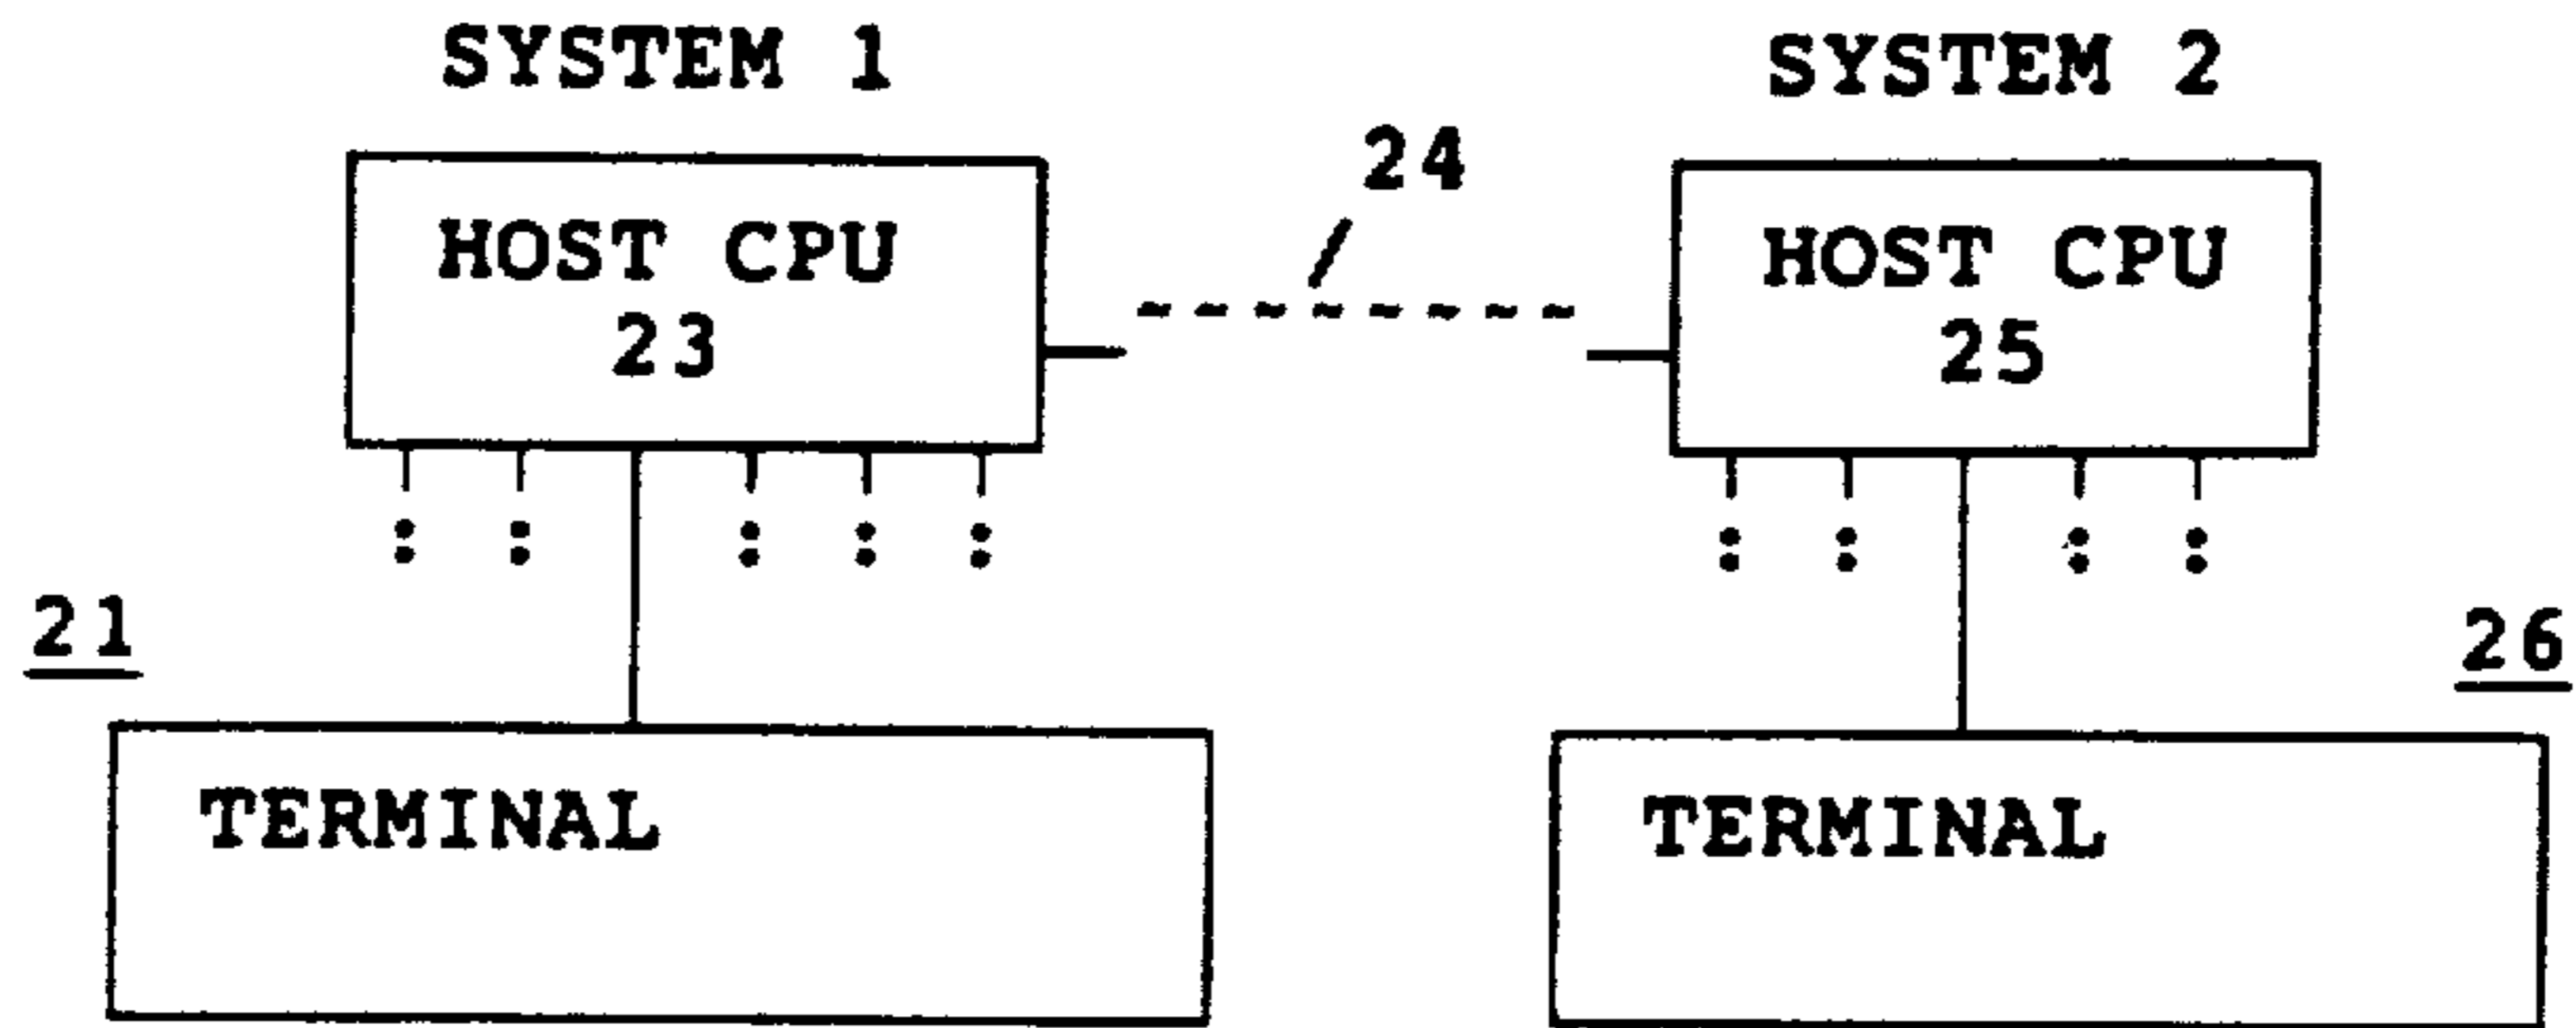 SYSTEM 1
SYSTEM 2
24
HOST CPU
23
HOST CPU
25
21
26
TERMINAL
TERMINAL